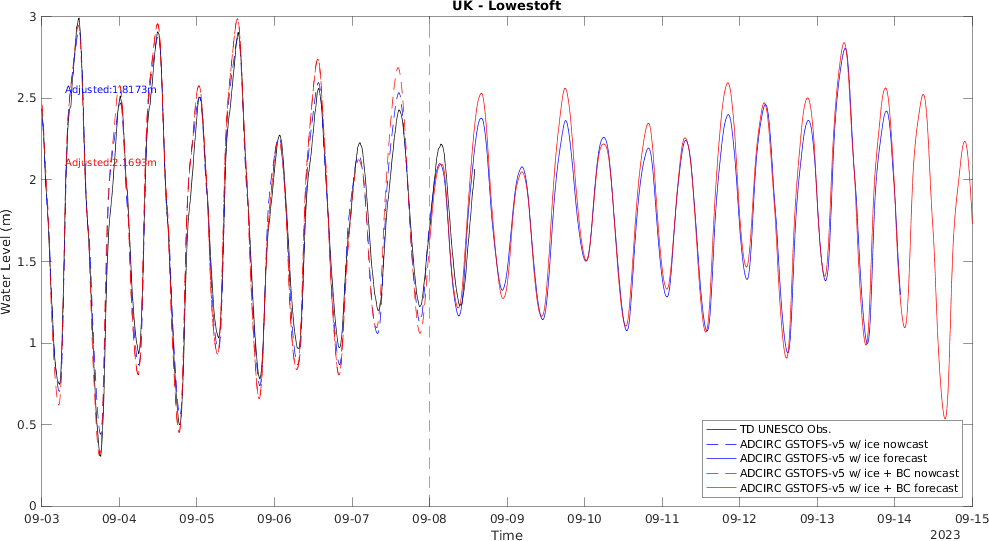 UK - Lowestoft
3
2.5
2
1.5
1
0.5
0
Water Level (m)
Adjusted:1.8173m
Adjusted:2.1693m
TD UNESCO Obs.
ADCIRC GSTOFS-v5 w/ ice nowcast
ADCIRC GSTOFS-v5 w/ ice forecast
ADCIRC GSTOFS-v5 w/ ice + BC nowcast
ADCIRC GSTOFS-v5 w/ ice + BC forecast
09-03 09-04 09-05 09-06 09-07 09-08 09-09 09-10 09-11 09-12 09-13 09-14 09-15
Time
2023